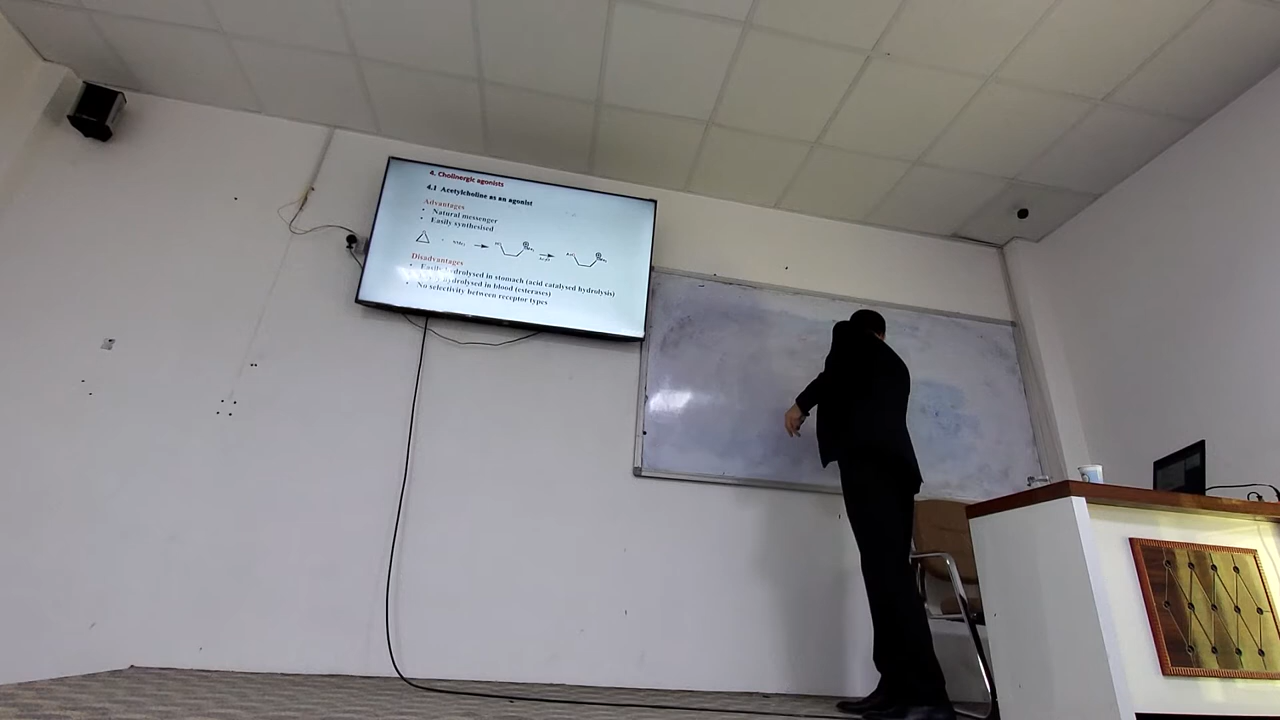 4. Cholinergic agonists
4.1 Acetylcholine as an agonist
Advantages
• Natural messenger
• Easily synthesised
NMe3
Disadvantages
• Easily hydrolysed in stomach (acid catalysed hydrolysis)
• hydrolysed in blood (esterases)
• No selectivity between receptor types